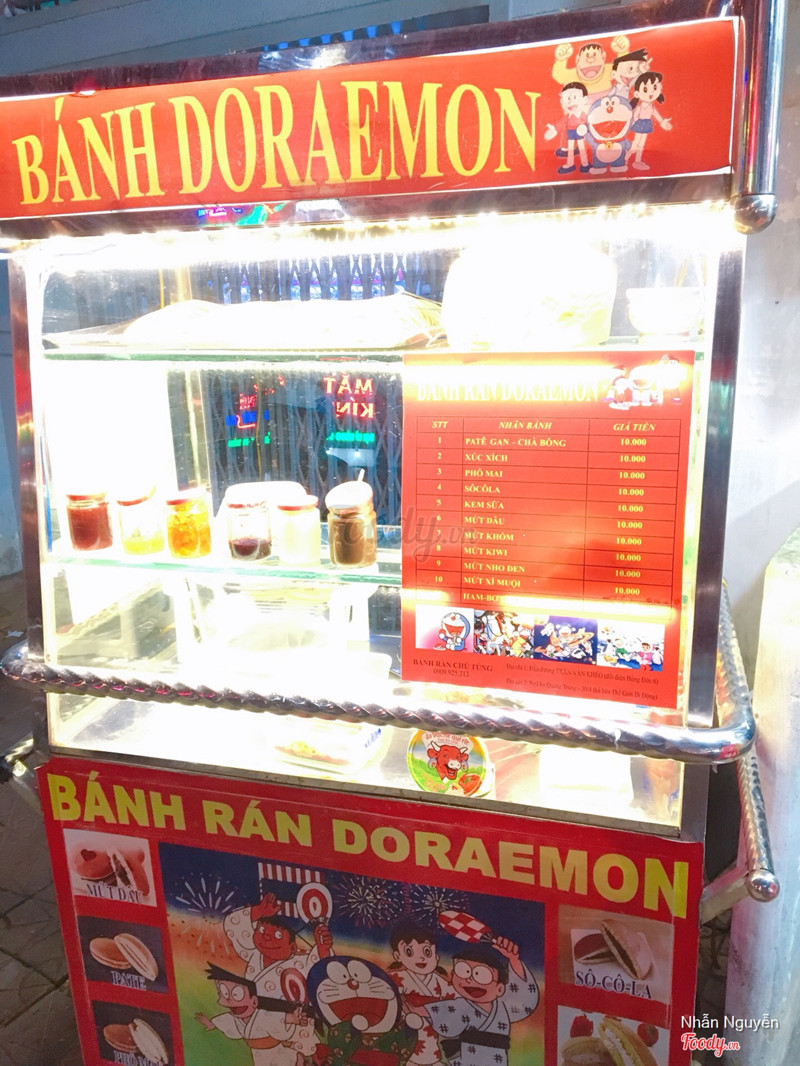 BÁNH DORAEMON
BÁNH RÁN DORAEMON
STT NHÂN BÁNH GIÁ TIỀN
1 PATÊ GAN – CHÀ BÔNG 10.000
2 XÚC XÍCH 10.000
3 PHÔ MAI 10.000
4 SÔCÔLA 10.000
5 KEM SỮA 10.000
6 MỨT DÂU 10.000
MỨT KHÓM 10.000
8 MỨT KIWI 10.000
9 MỨT NHO ĐEN 10.000
10 MỨT XÍ MUỘI 10.000
MẮT
KÍN
BÁNH RÁN CHÚ TÙNG
BÁNH RÁN DORAEMON
MỨT DÂU
PATE
SÔ-CÔ-LA
Nhẫn Nguyễn
Foody.vn